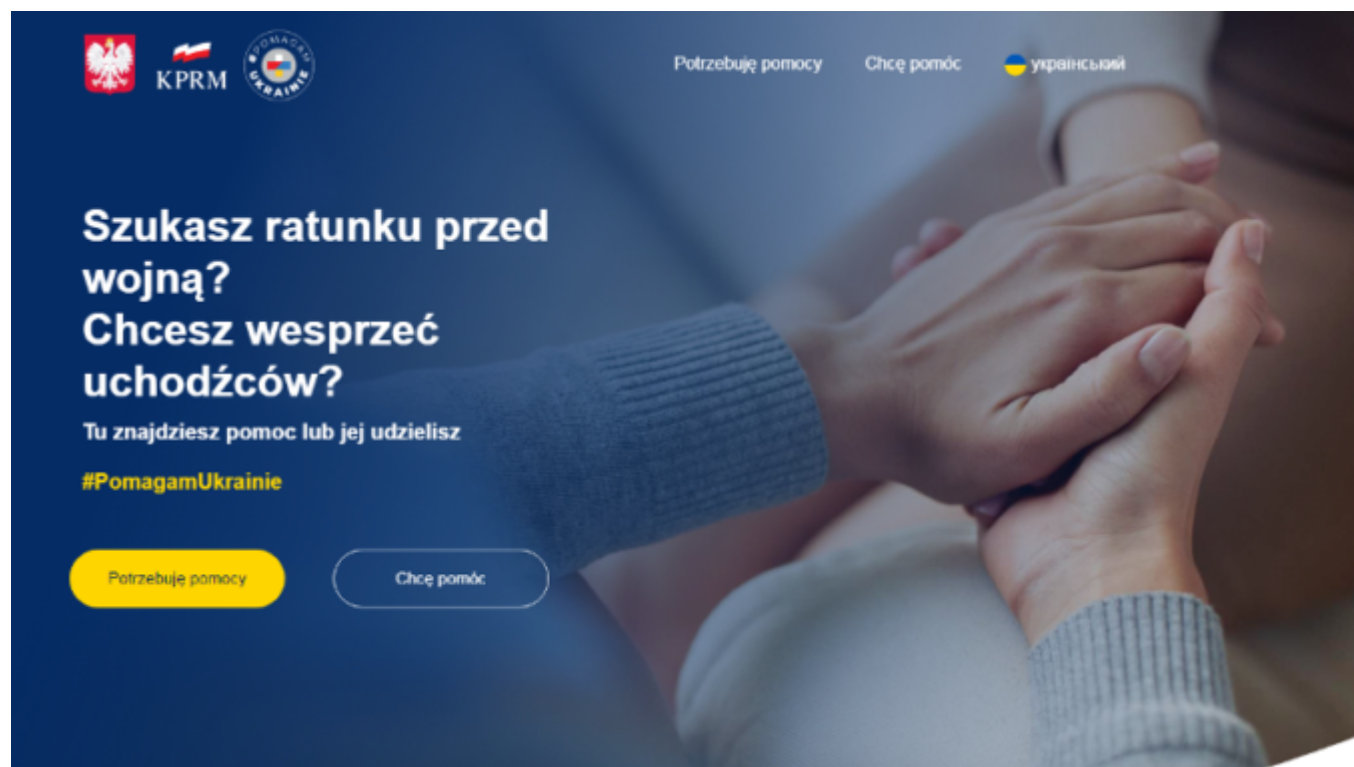 KPRM
POMAGAM UKRAINIE
Potrzebuję pomocy
Chcę pomóc
український
Szukasz ratunku przed
wojną?
Chcesz wesprzeć
uchodźców?
Tu znajdziesz pomoc lub jej udzielisz
#PomagamUkrainie
Potrzebuję pomocy
Chcę pomóc